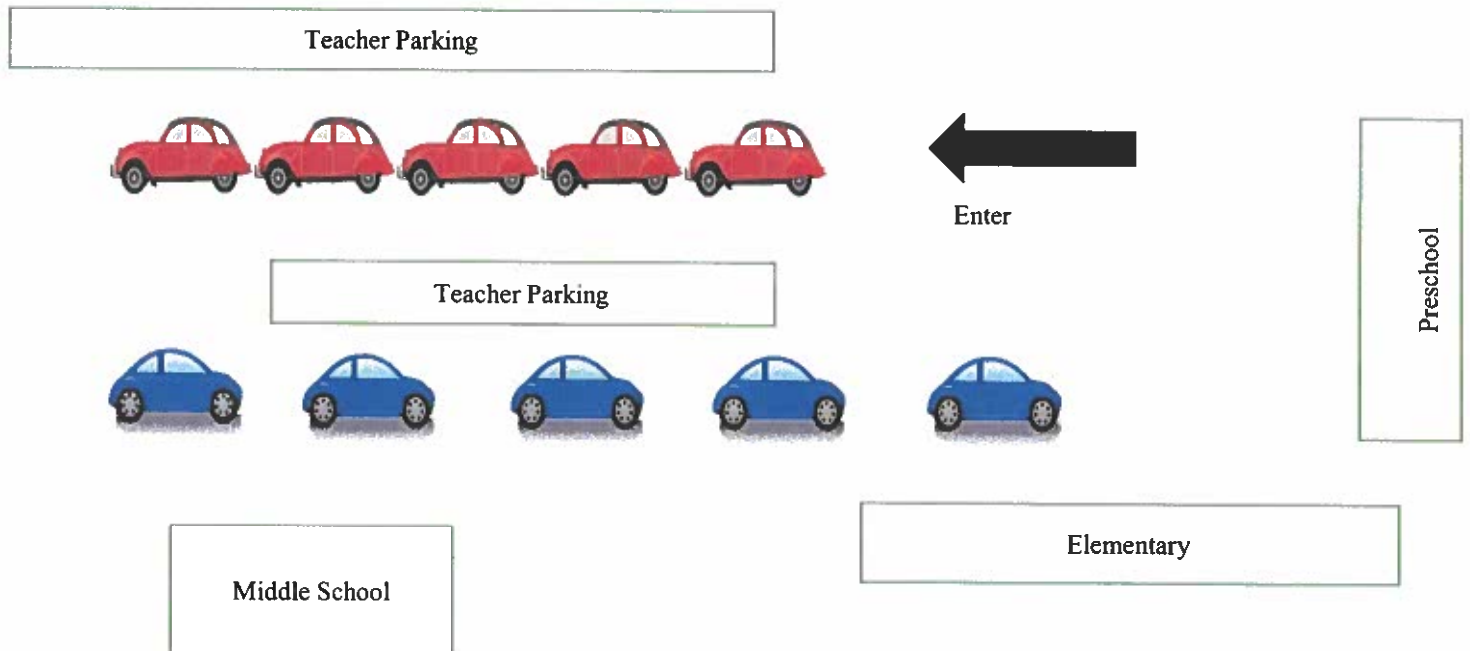 Teacher Parking
Enter
Teacher Parking
Preschool
Elementary
Middle School